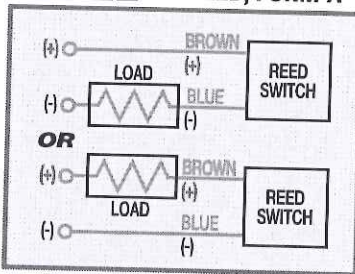 (+) BROWN
(+)
LOAD
REED
SWITCH
(-) BLUE
(-)
OR
(+) BROWN
(+)
LOAD
REED
SWITCH
BLUE
(-)
(-)